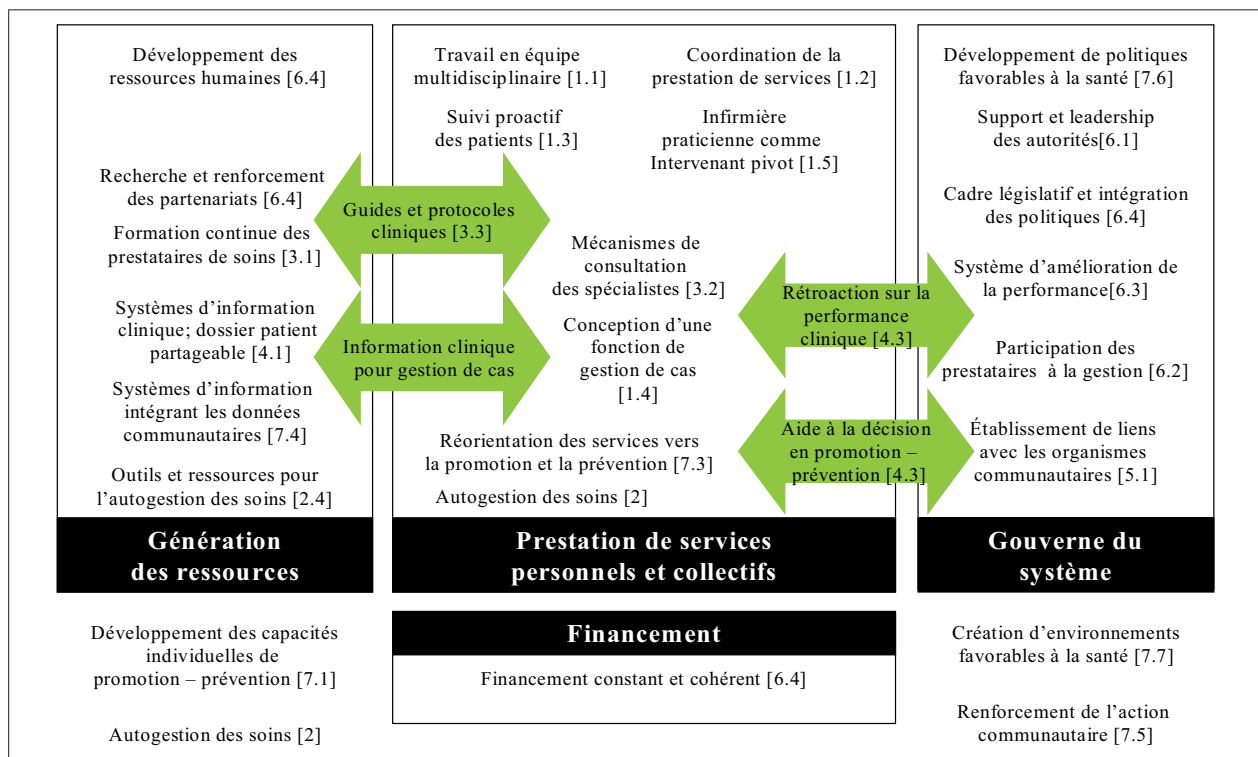 Développement des
ressources humaines [6.4]
Recherche et renforcement
des partenariats [6.4]
Formation continue des
prestataires de soins [3.1]
Systèmes d'information
clinique; dossier patient
partageable [4.1]
Systèmes d'information
intégrant les données
communautaires [7.4]
Outils et ressources pour
l'autogestion des soins [2.4]
Génération
des ressources
Guides et protocoles
cliniques [3.3]
Information clinique
pour gestion de cas
Travail en équipe
multidisciplinaire [1.1]
Coordination de la
prestation de services [1.2]
Suivi proactif
des patients [1.3]
Infirmière
praticienne comme
Intervenant pivot [1.5]
Mécanismes de
consultation
des spécialistes [3.2]
Conception d'une
fonction de
gestion de cas
[1.4]
Réorientation des services vers
la promotion et la prévention [7.3]
Autogestion des soins [2]
Prestation de services
personnels et collectifs
Rétroaction sur la
performance
clinique [4.3]
Aide à la décision
en promotion –
prévention [4.3]
Développement de politiques
favorables à la santé [7.6]
Support et leadership
des autorités[6.1]
Cadre législatif et intégration
des politiques [6.4]
Système d'amélioration de
la performance[6.3]
Participation des
prestataires à la gestion [6.2]
Établissement de liens
avec les organismes
communautaires [5.1]
Gouverne du
système
Développement des capacités
individuelles de
promotion – prévention [7.1]
Autogestion des soins [2]
Financement
Financement constant et cohérent [6.4]
Création d'environnements
favorables à la santé [7.7]
Renforcement de l'action
communautaire [7.5]